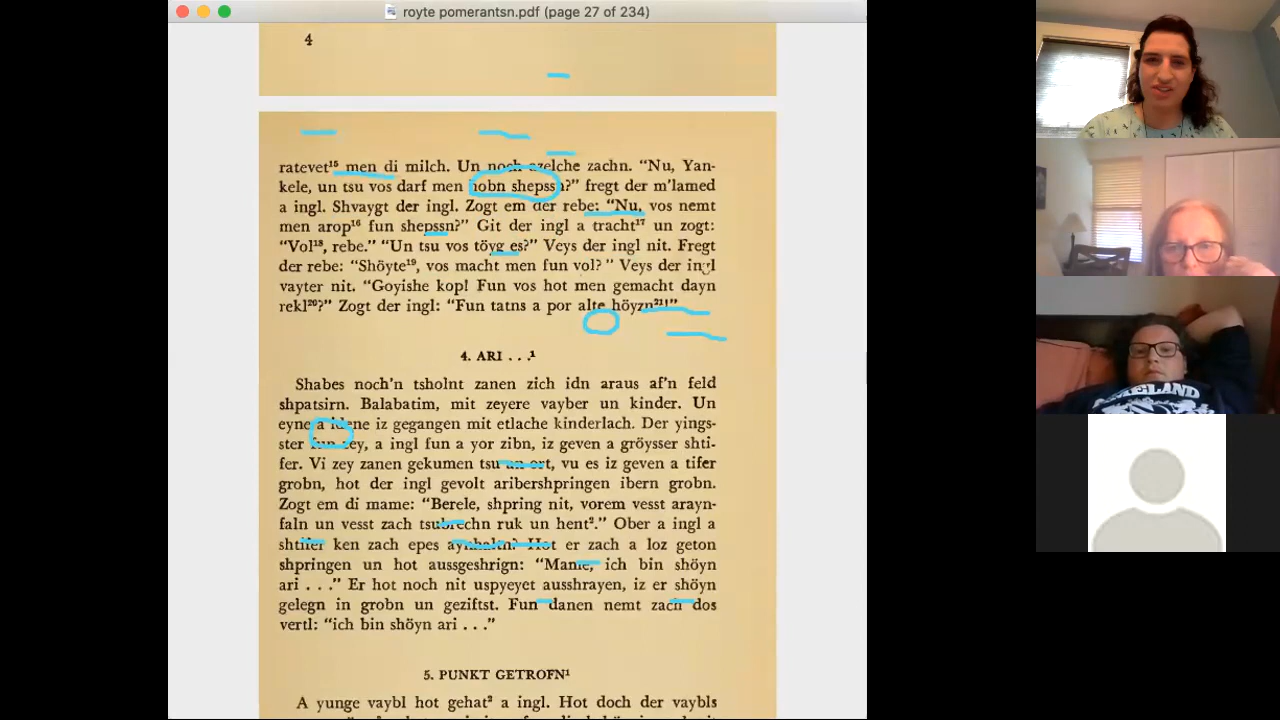 royte pomerantsn.pdf (page 27 of 234)
4
ratevet¹⁵ men di milch. Un noch azelche zachn. “Nu, Yan-
kele, un tsu vos darf men hobn shepssn?” fregt der m’lamed
a ingl. Shvaygt der ingl. Zogt em der rebe: “Nu, vos nemt
men arop¹⁶ fun shepssn?” Git der ingl a tracht¹⁷ un zogt:
“Vol¹⁸, rebe.” “Un tsu vos töyg es?” Veys der ingl nit. Fregt
der rebe: “Shöyte¹⁹, vos macht men fun vol?” Veys der ingl
vayter nit. “Goyishe kop! Fun vos hot men gemacht dayn
rekl²⁰?” Zogt der ingl: “Fun tatns a por alte höyzn²¹!”
4. ARI . . .¹
Shabes noch’n tsholnt zanen zich idn araus af’n feld
shpatsirn. Balabatim, mit zeyere vayber un kinder. Un
eyne a idene iz gegangen mit etlache kinderlach. Der yings-
ster fun zey, a ingl fun a yor zibn, iz geven a gröysser shti-
fer. Vi zey zanen gekumen tsu an ort, vu es iz geven a tifer
grobn, hot der ingl gevolt aribershpringen ibern grobn.
Zogt em di mame: “Berele, shpring nit, vorem vesst arayn-
faln un vesst zach tsubrechn ruk un hent².” Ober a ingl a
shtifer ken zach epes aynhaltn? Hot er zach a loz geton
shpringen un hot aussgeshrign: “Mame, ich bin shöyn
ari . . .” Er hot noch nit uspyeyet ausshrayen, iz er shöyn
gelegn in grobn un geziftst. Fun danen nemt zach dos
vertl: “ich bin shöyn ari . . .”
5. PUNKT GETROFN¹
A yunge vaybl hot gehat² a ingl. Hot doch der vaybls